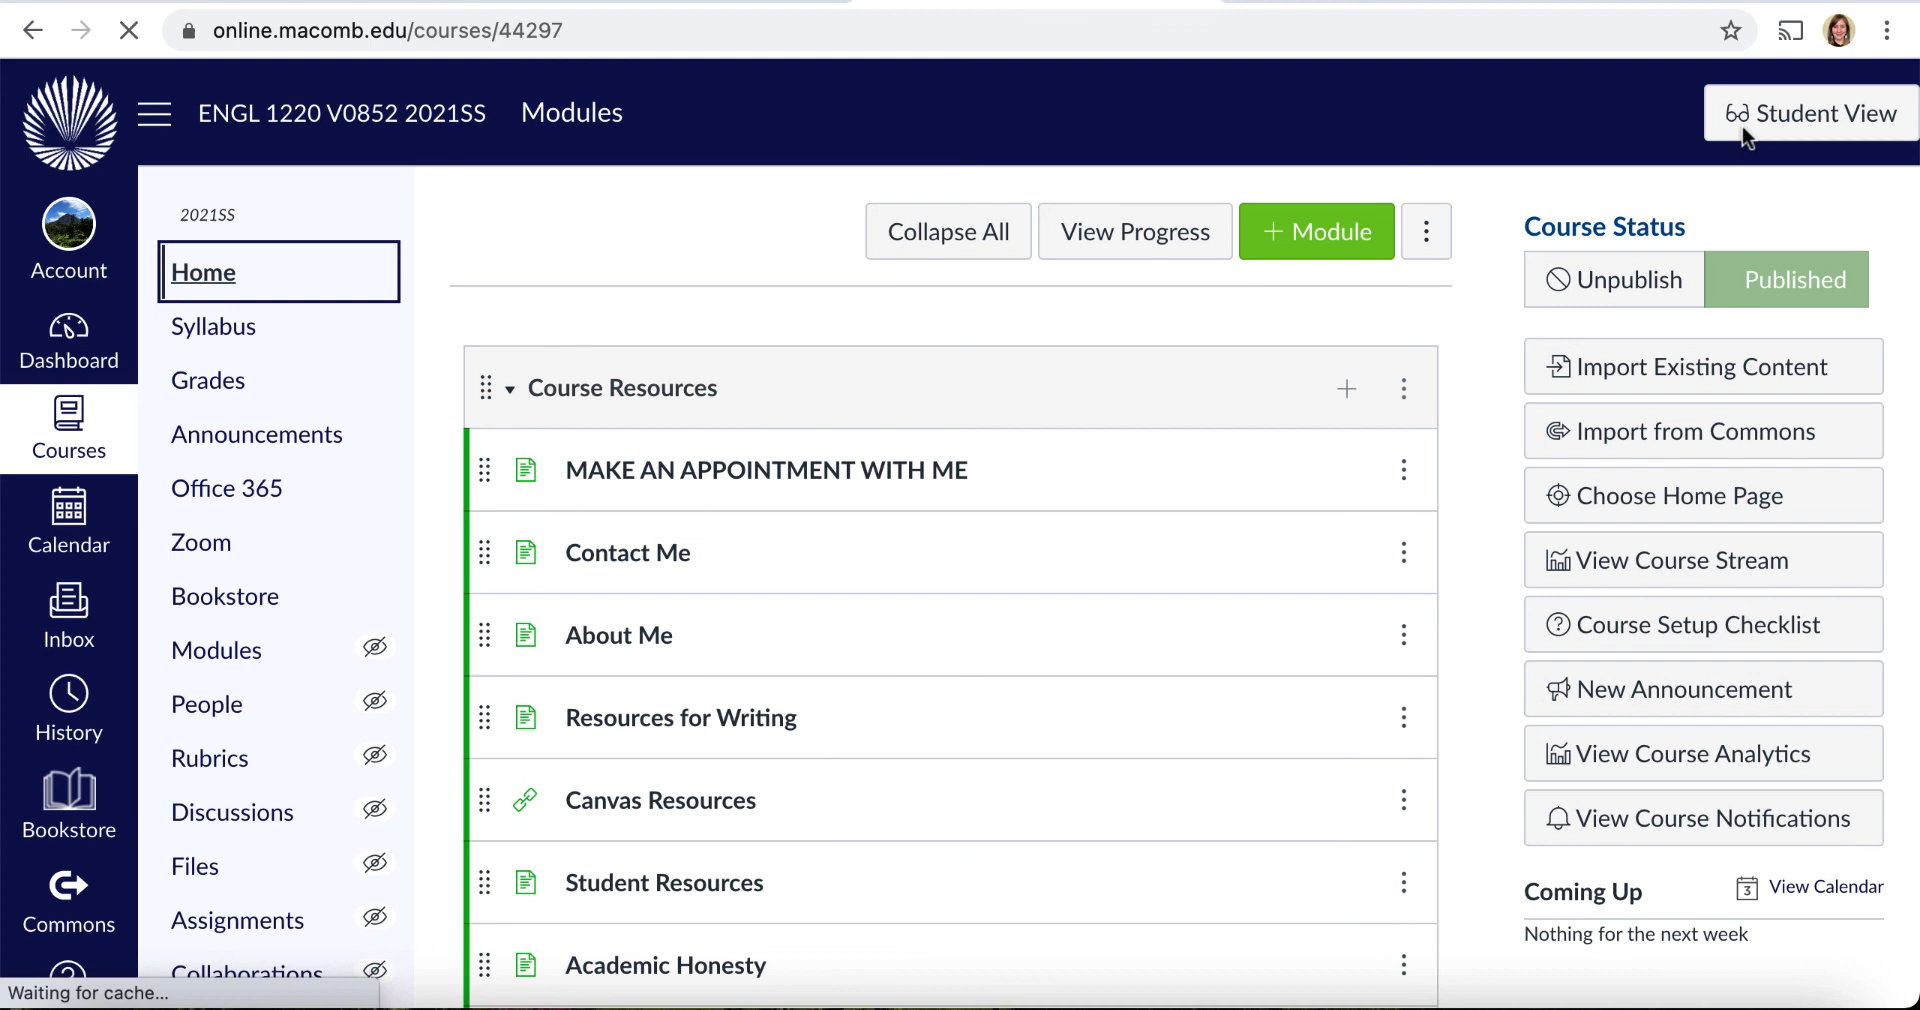 online.macomb.edu/courses/44297
ENGL 1220 V0852 2021SS Modules
Student View
Account
Dashboard
Courses
Calendar
Inbox
History
Bookstore
Commons
2021SS
Home
Syllabus
Grades
Announcements
Office 365
Zoom
Bookstore
Modules
People
Rubrics
Discussions
Files
Assignments
Collaborations
Collapse All
View Progress
+ Module
Course Resources
MAKE AN APPOINTMENT WITH ME
Contact Me
About Me
Resources for Writing
Canvas Resources
Student Resources
Academic Honesty
Course Status
Unpublish
Published
Import Existing Content
Import from Commons
Choose Home Page
View Course Stream
Course Setup Checklist
New Announcement
View Course Analytics
View Course Notifications
Coming Up
3 View Calendar
Nothing for the next week
Waiting for cache...